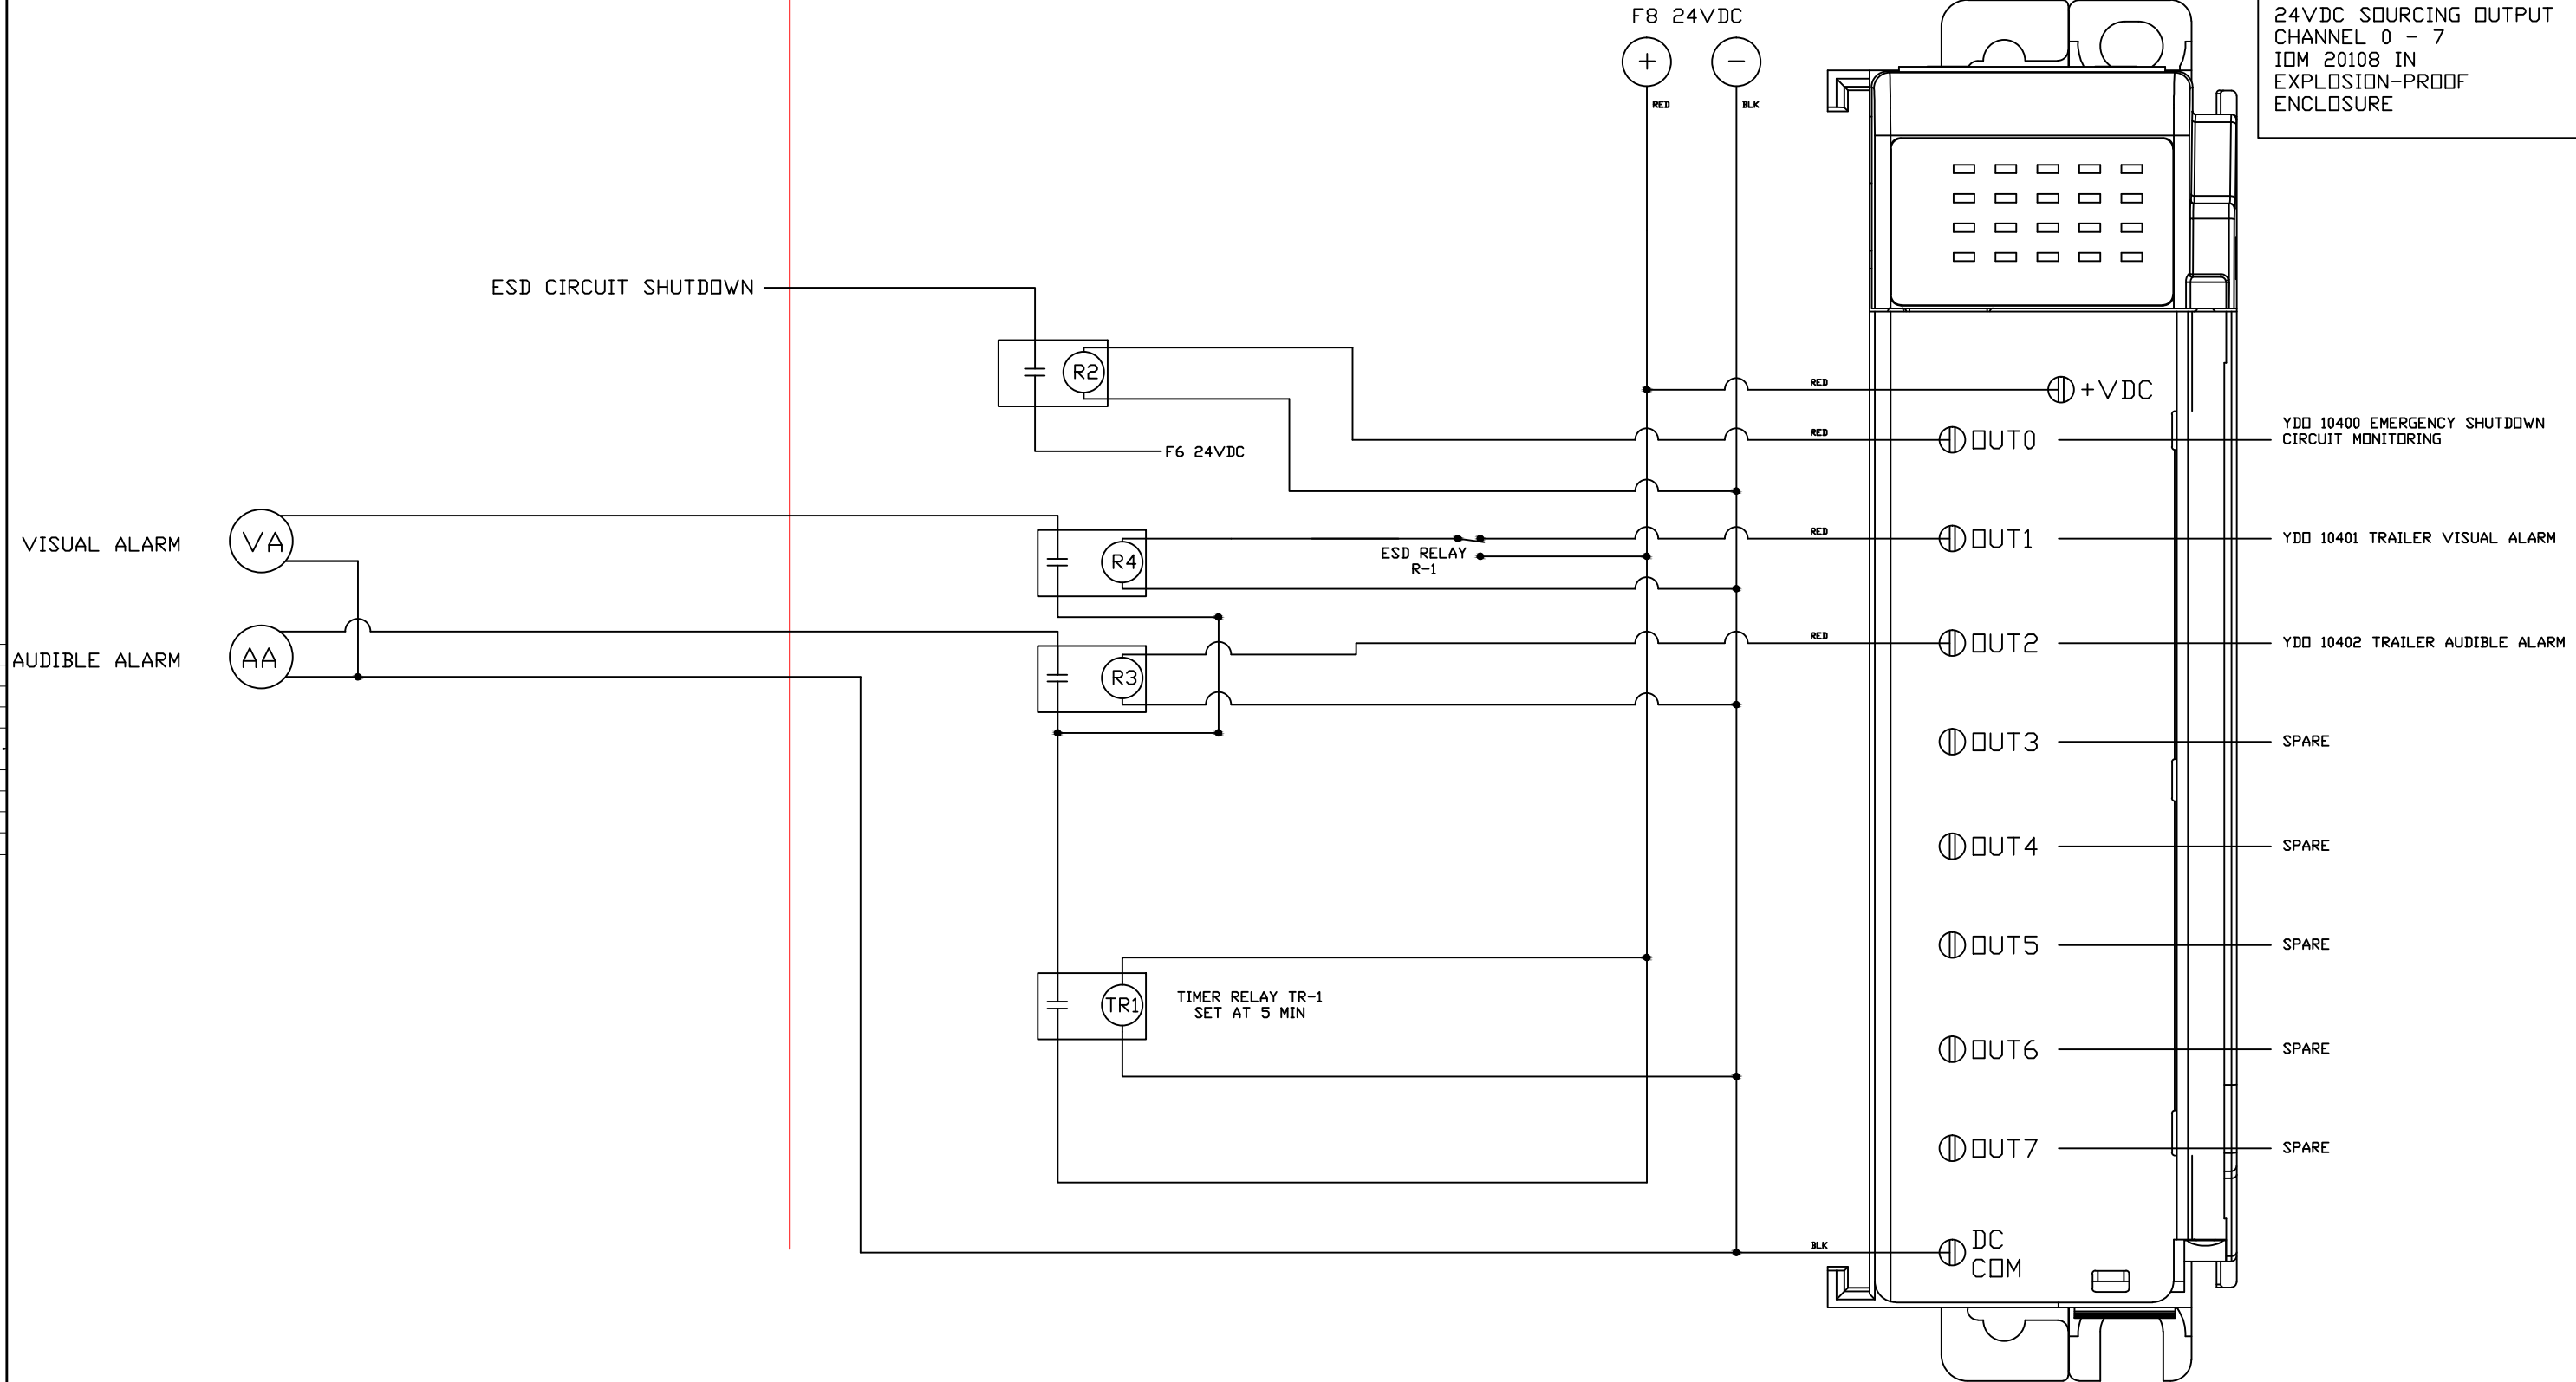 F8 24VDC
24VDC SOURCING OUTPUT
CHANNEL 0 - 7
IOM 20108 IN
EXPLOSION-PROOF
ENCLOSURE
+
-
RED
BLK
ESD CIRCUIT SHUTDOWN
R2
RED
+VDC
F6 24VDC
RED
OUT0
YDO 10400 EMERGENCY SHUTDOWN
CIRCUIT MONITORING
VISUAL ALARM
VA
R4
ESD RELAY
R-1
RED
OUT1
YDO 10401 TRAILER VISUAL ALARM
AUDIBLE ALARM
AA
R3
RED
OUT2
YDO 10402 TRAILER AUDIBLE ALARM
OUT3
SPARE
OUT4
SPARE
OUT5
SPARE
TR1
TIMER RELAY TR-1
SET AT 5 MIN
OUT6
SPARE
OUT7
SPARE
BLK
DC
COM